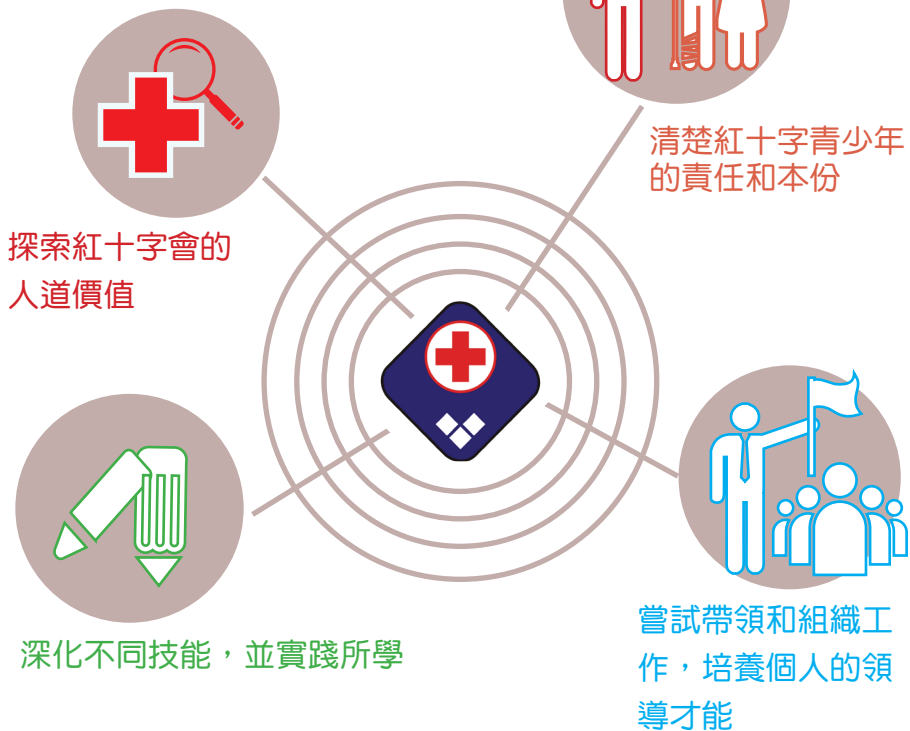 清楚紅十字青少年
的責任和本份
探索紅十字會的
人道價值
深化不同技能，並實踐所學
嘗試帶領和組織工
作，培養個人的領
導才能